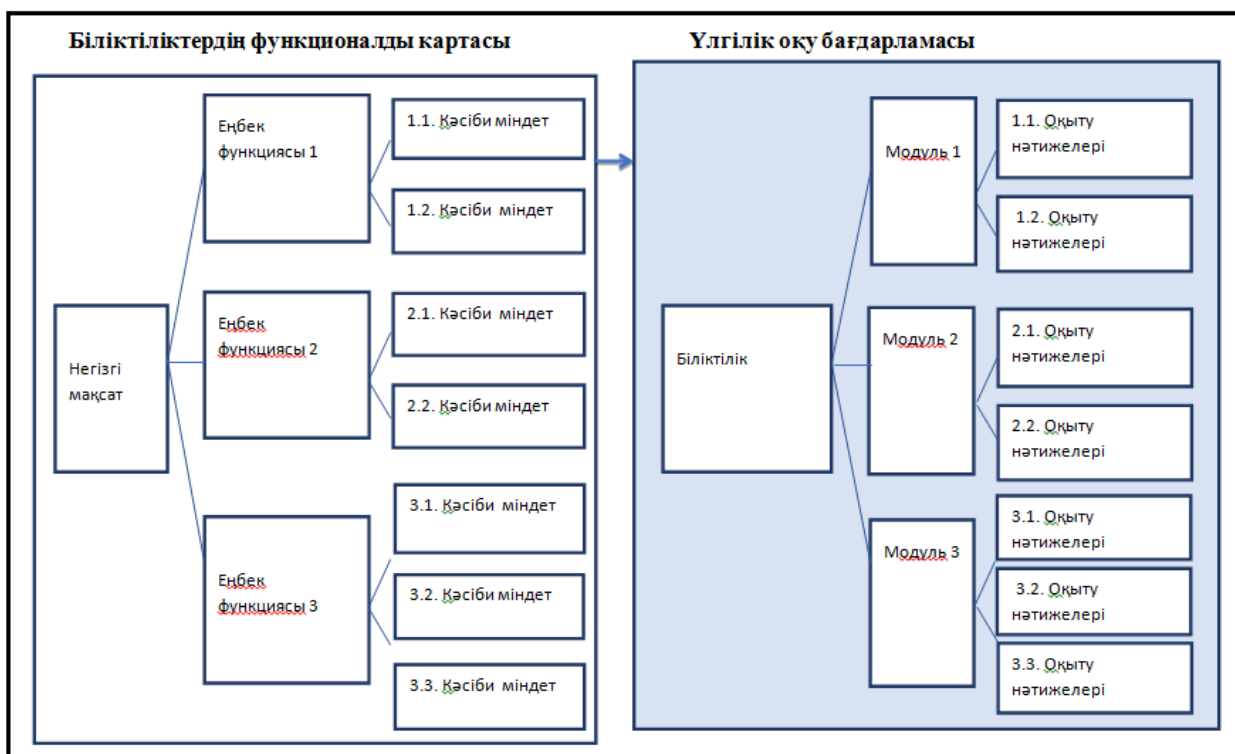 Біліктіліктердің функционалды картасы
Еңбек
функциясы 1
1.1. Кәсіби міндет
1.2. Кәсіби міндет
Негізгі
мақсат
Еңбек
функциясы 2
2.1. Кәсіби міндет
2.2. Кәсіби міндет
Еңбек
функциясы 3
3.1. Кәсіби міндет
3.2. Кәсіби міндет
3.3. Кәсіби міндет
Үлгілік оқу бағдарламасы
Модуль 1
1.1. Оқыту
нәтижелері
1.2. Оқыту
нәтижелері
Біліктілік
Модуль 2
2.1. Оқыту
нәтижелері
2.2. Оқыту
нәтижелері
Модуль 3
3.1. Оқыту
нәтижелері
3.2. Оқыту
нәтижелері
3.3. Оқыту
нәтижелері